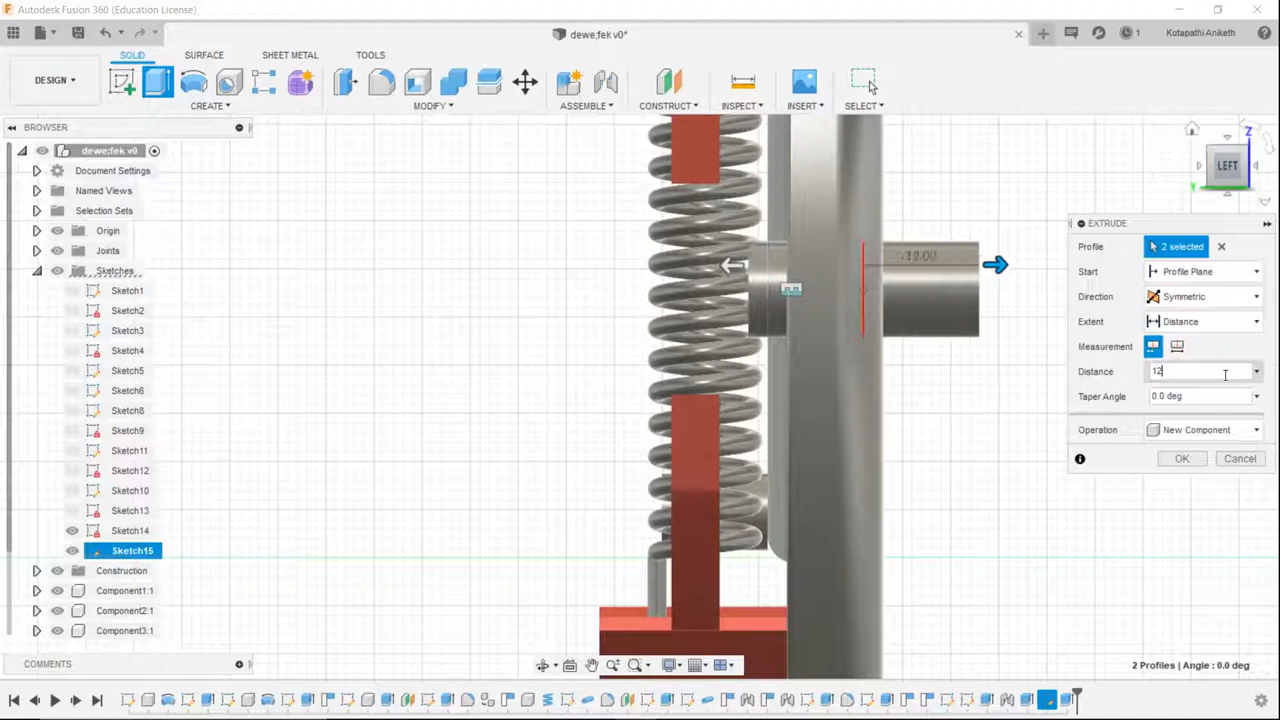 Autodesk Fusion 360 (Education License)
dewe;fek v0*
1
Kotapathi Aniketh
SOLID
SURFACE
SHEET METAL
TOOLS
DESIGN
CREATE
MODIFY
ASSEMBLE
CONSTRUCT
INSPECT
INSERT
SELECT
BROWSER
dewe;fek v0
Document Settings
Named Views
Selection Sets
Origin
Joints
Sketches
Sketch1
Sketch2
Sketch3
Sketch4
Sketch5
Sketch6
Sketch8
Sketch9
Sketch11
Sketch12
Sketch10
Sketch13
Sketch14
Sketch15
Construction
Component1:1
Component2:1
Component3:1
COMMENTS
Z
LEFT
Y
EXTRUDE
Profile
2 selected
Start
Profile Plane
Direction
Symmetric
Extent
Distance
Measurement
Distance
12
Taper Angle
0.0 deg
Operation
New Component
OK
Cancel
2 Profiles | Angle : 0.0 deg